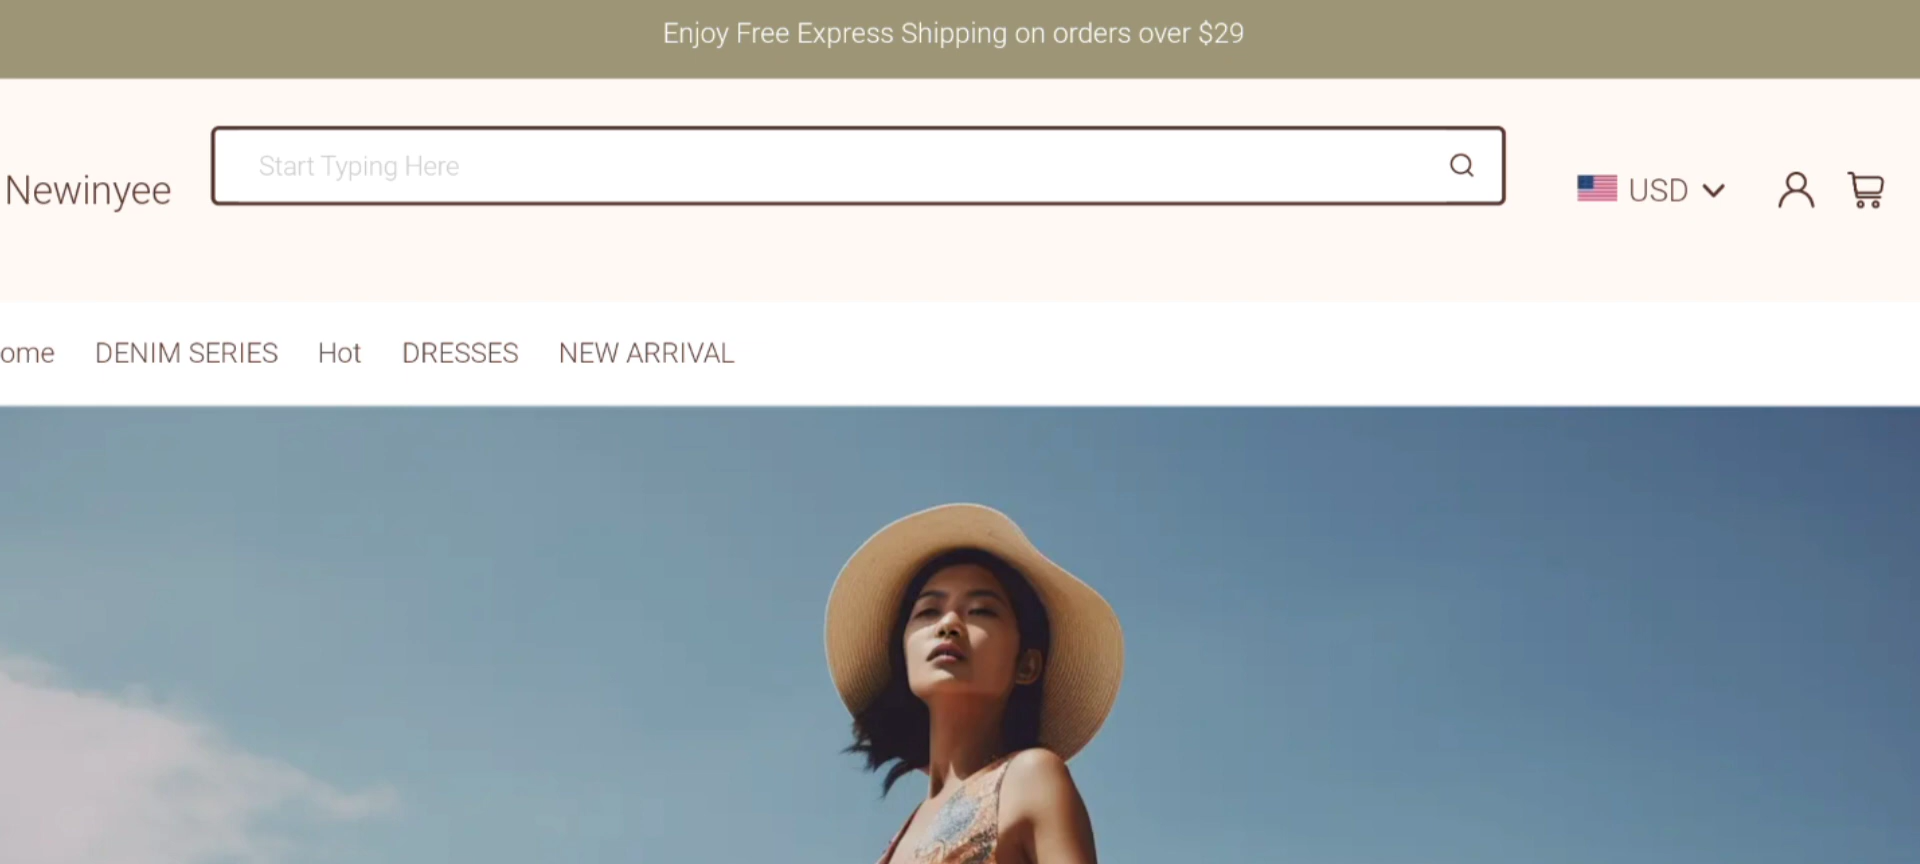 Enjoy Free Express Shipping on orders over $29
Newinyee
Start Typing Here
USD
ome DENIM SERIES Hot DRESSES NEW ARRIVAL